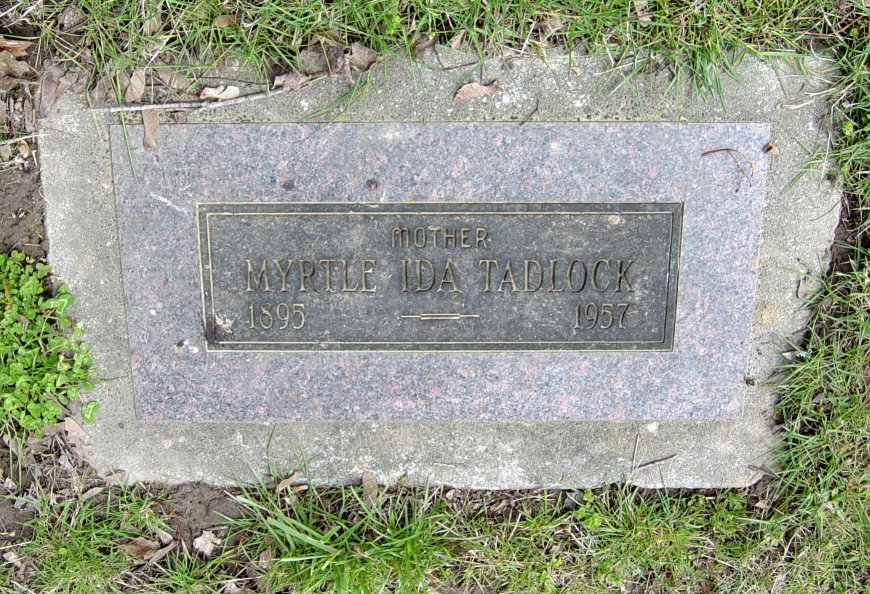 MOTHER
MYRTLE IDA TADLOCK
1895 1957